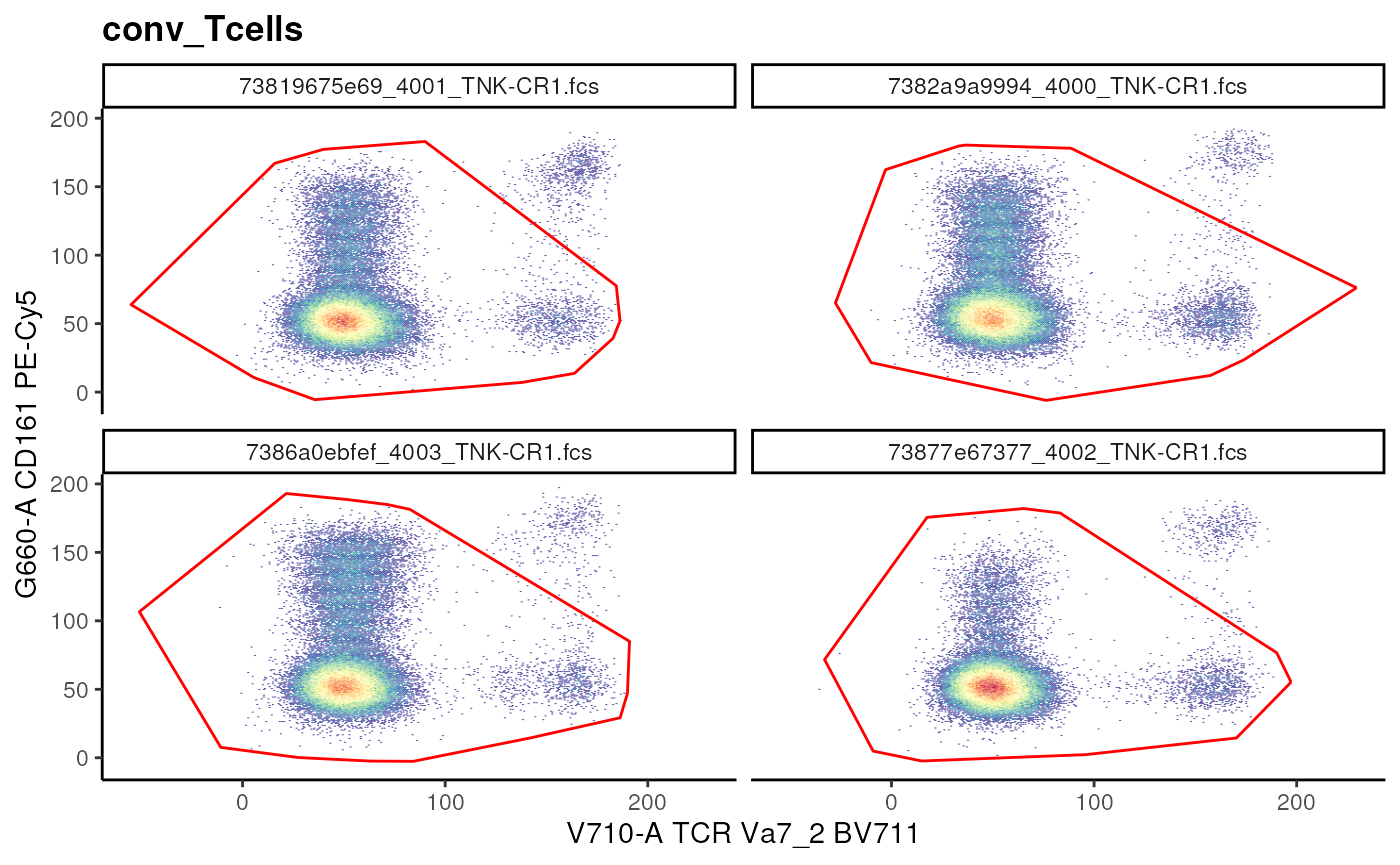 conv_Tcells
73819675e69_4001_TNK-CR1.fcs
7382a9a9994_4000_TNK-CR1.fcs
200
150
100
50
0
G660-A CD161 PE-Cy5
7386a0ebfef_4003_TNK-CR1.fcs
73877e67377_4002_TNK-CR1.fcs
200
150
100
50
0
0
100
200
0
100
200
V710-A TCR Va7_2 BV711